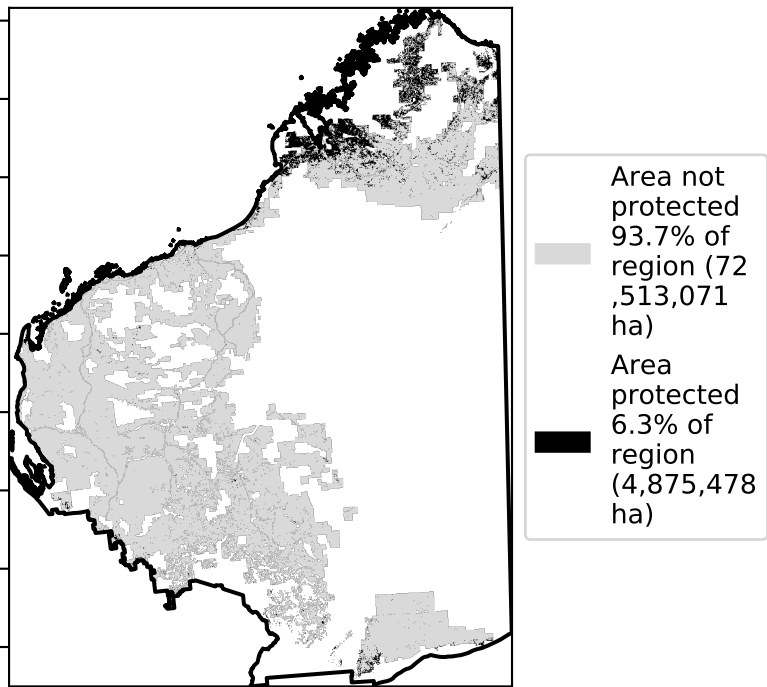 Area not
protected
93.7% of
region (72
,513,071
ha)
Area
protected
6.3% of
region
(4,875,478
ha)